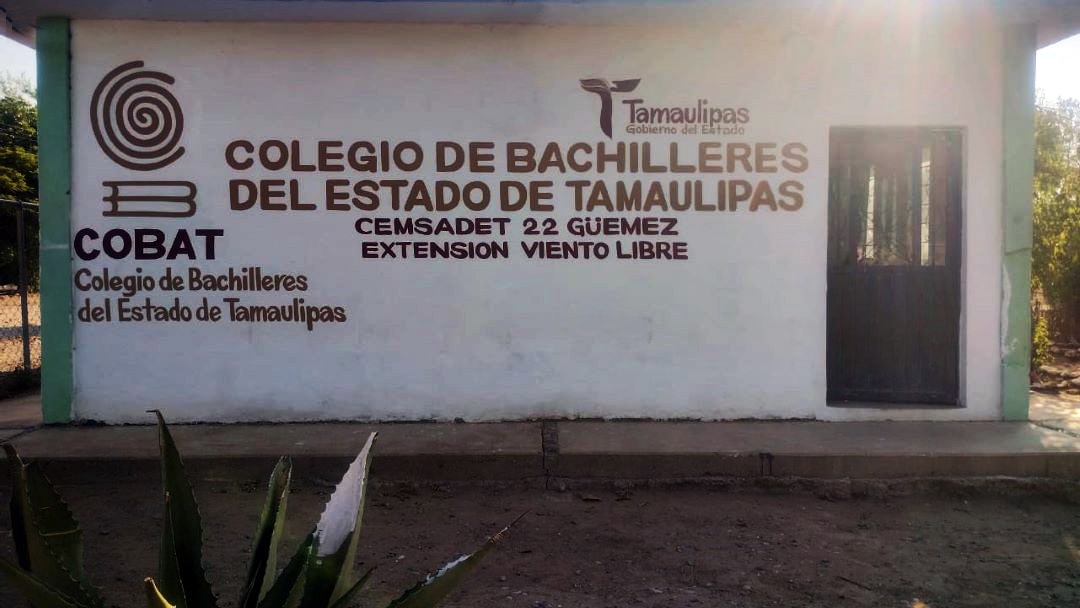 Tamaulipas
Gobierno del Estado
COLEGIO DE BACHILLERES
DEL ESTADO DE TAMAULIPAS
CEMSADET 22 GÜEMEZ
EXTENSION VIENTO LIBRE
COBAT
Colegio de Bachilleres
del Estado de Tamaulipas